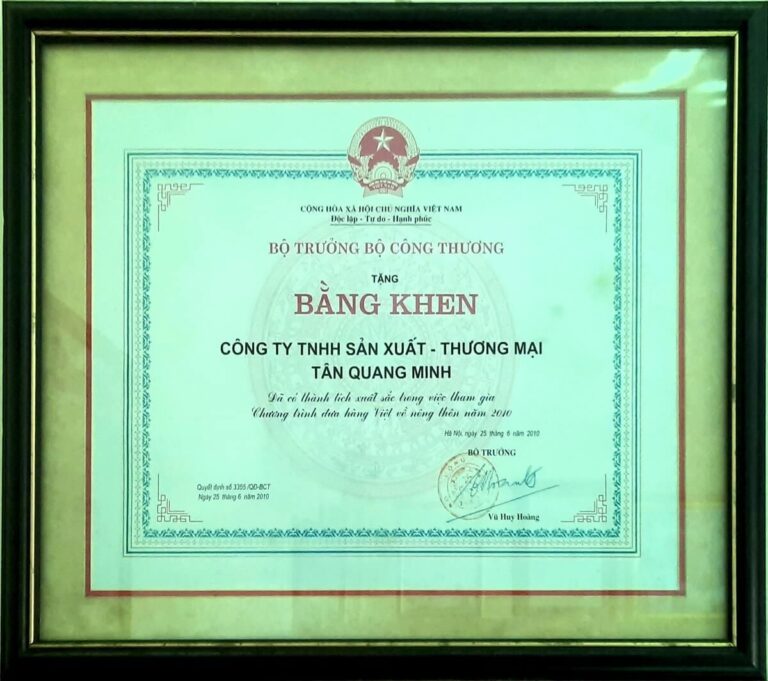 CỘNG HÒA XÃ HỘI CHỦ NGHĨA VIỆT NAM
Độc lập - Tự do - Hạnh phúc
BỘ TRƯỞNG BỘ CÔNG THƯƠNG
TẶNG
BẰNG KHEN
CÔNG TY TNHH SẢN XUẤT - THƯƠNG MẠI
TÂN QUANG MINH
Đã có thành tích xuất sắc trong việc tham gia
Chương trình đưa hàng Việt về nông thôn năm 2010
Hà Nội, ngày 25 tháng 6 năm 2010
BỘ TRƯỞNG
Quyết định số 3355 /QĐ-BCT
Ngày 25 tháng 6 năm 2010
Vũ Huy Hoàng